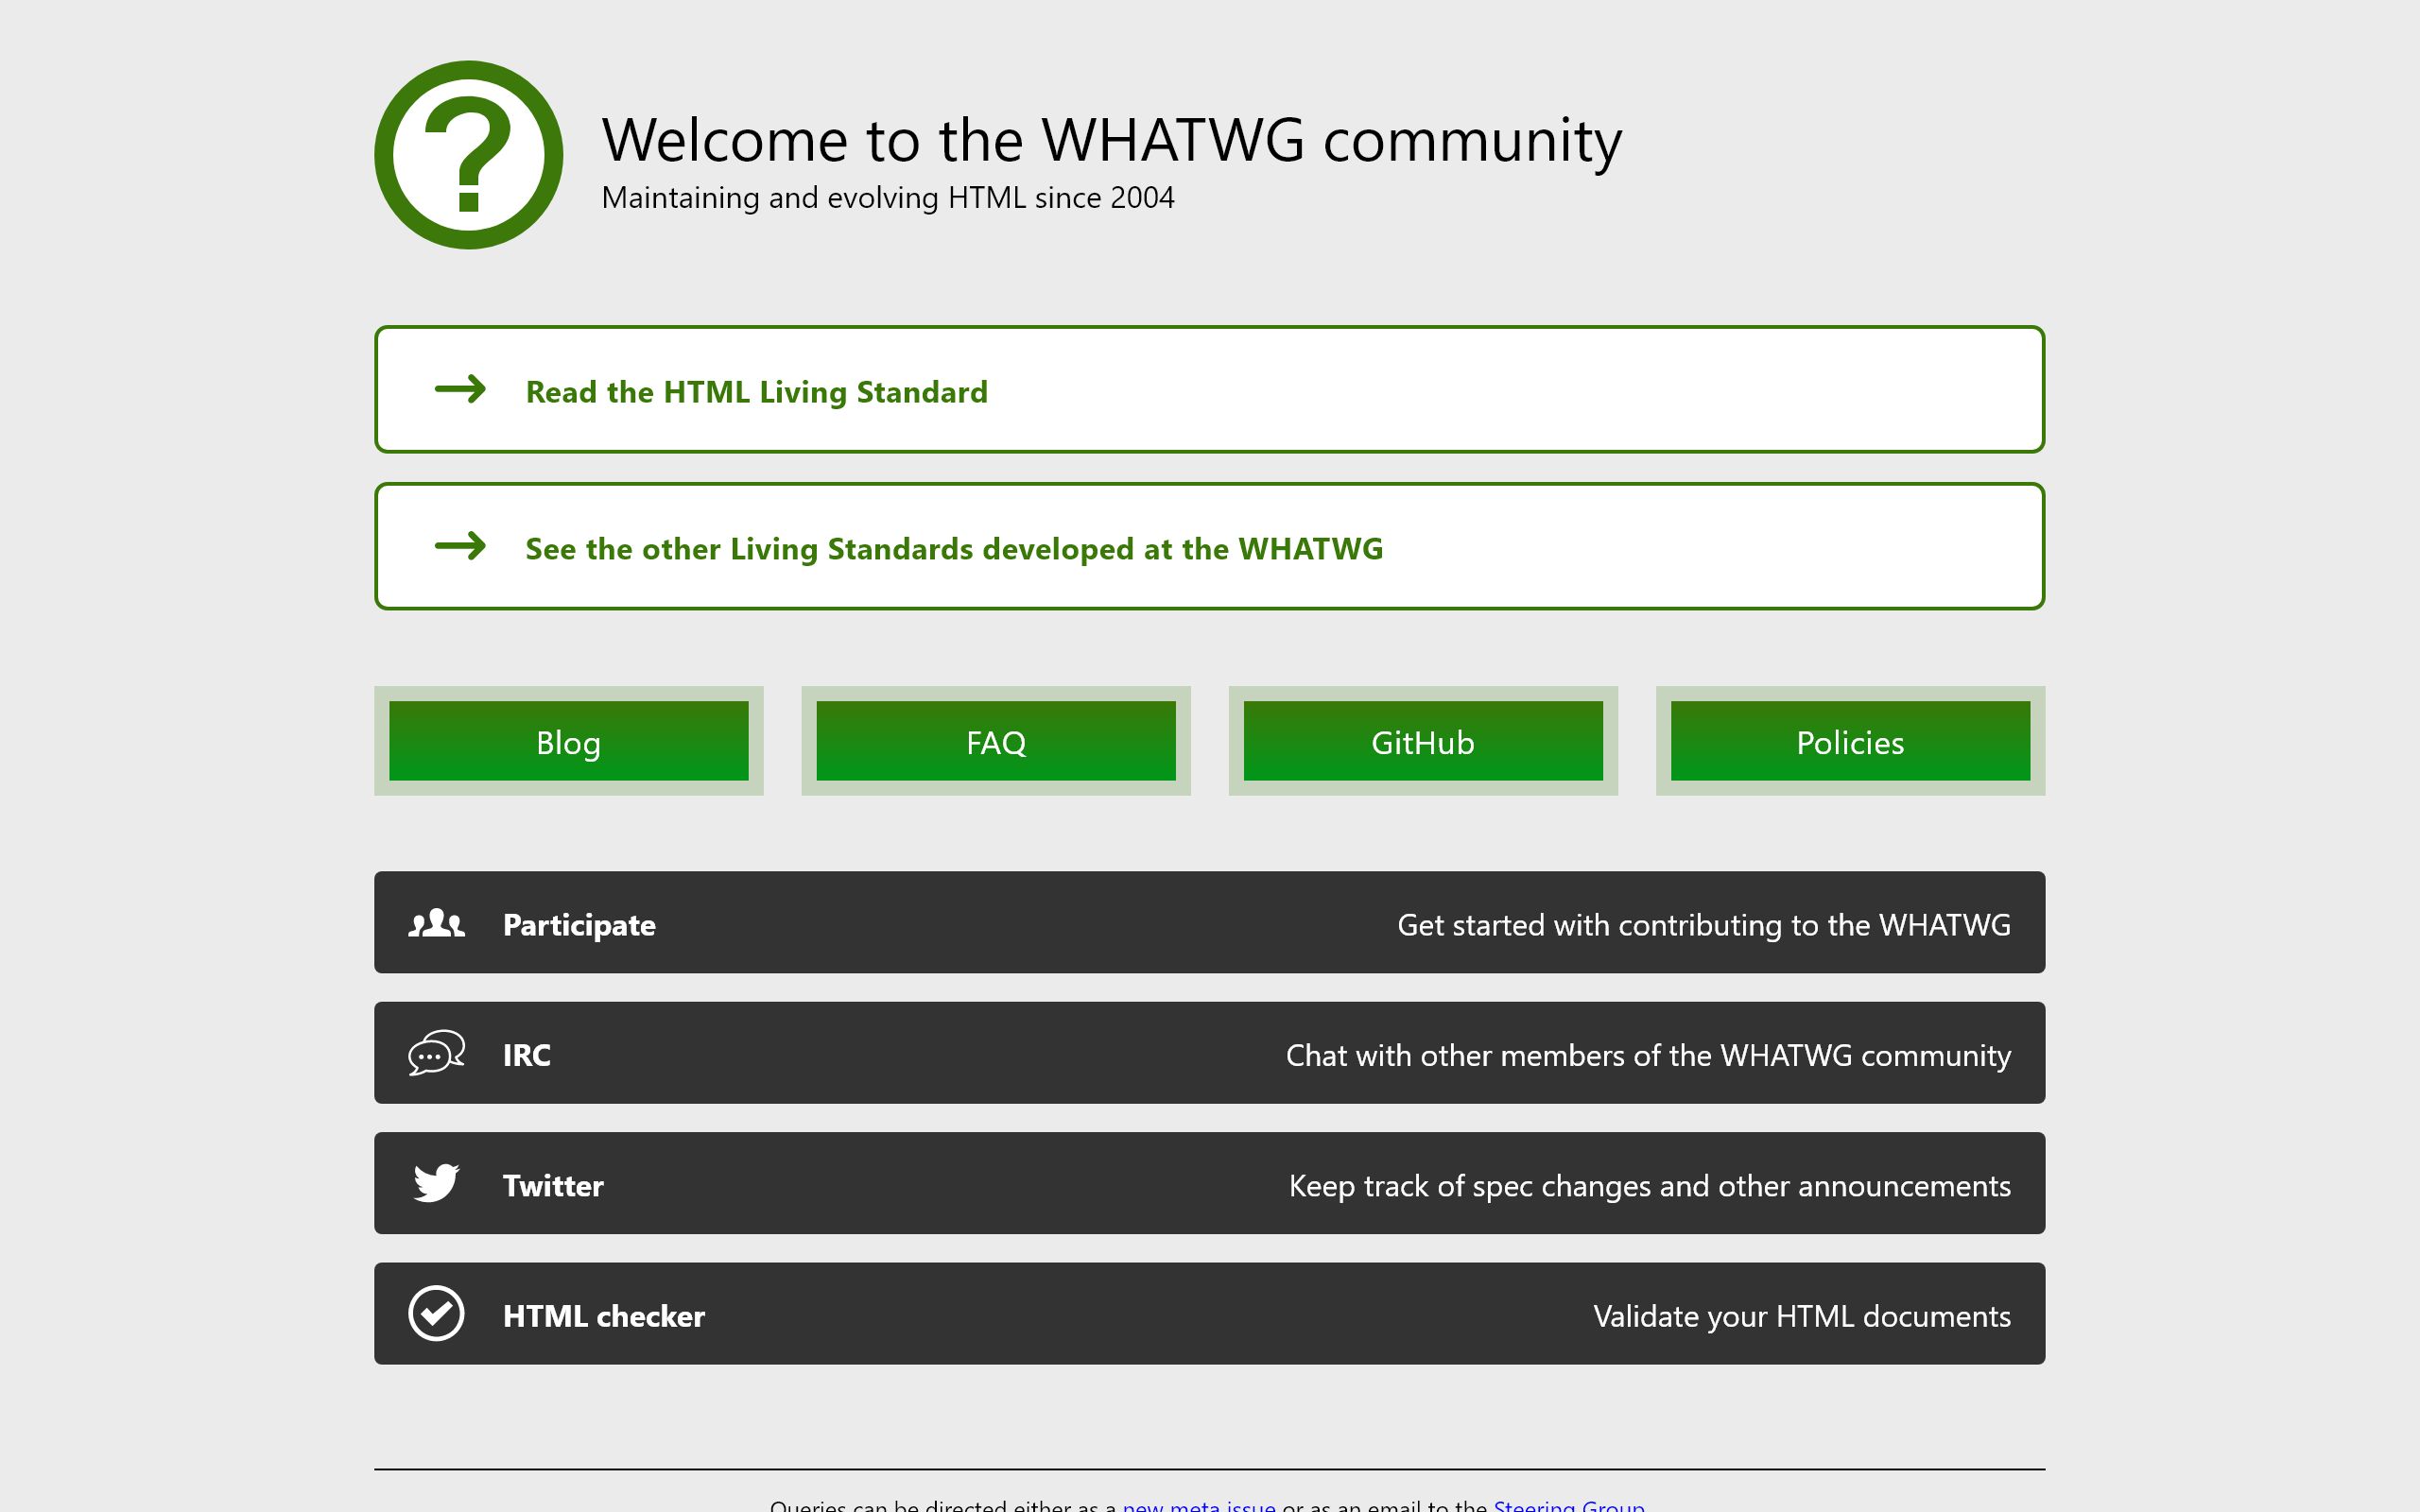 Welcome to the WHATWG community
Maintaining and evolving HTML since 2004
Read the HTML Living Standard
See the other Living Standards developed at the WHATWG
Blog
FAQ
GitHub
Policies
Participate
Get started with contributing to the WHATWG
IRC
Chat with other members of the WHATWG community
Twitter
Keep track of spec changes and other announcements
HTML checker
Validate your HTML documents
Queries can be directed either as a new meta issue or as an email to the Steering Group